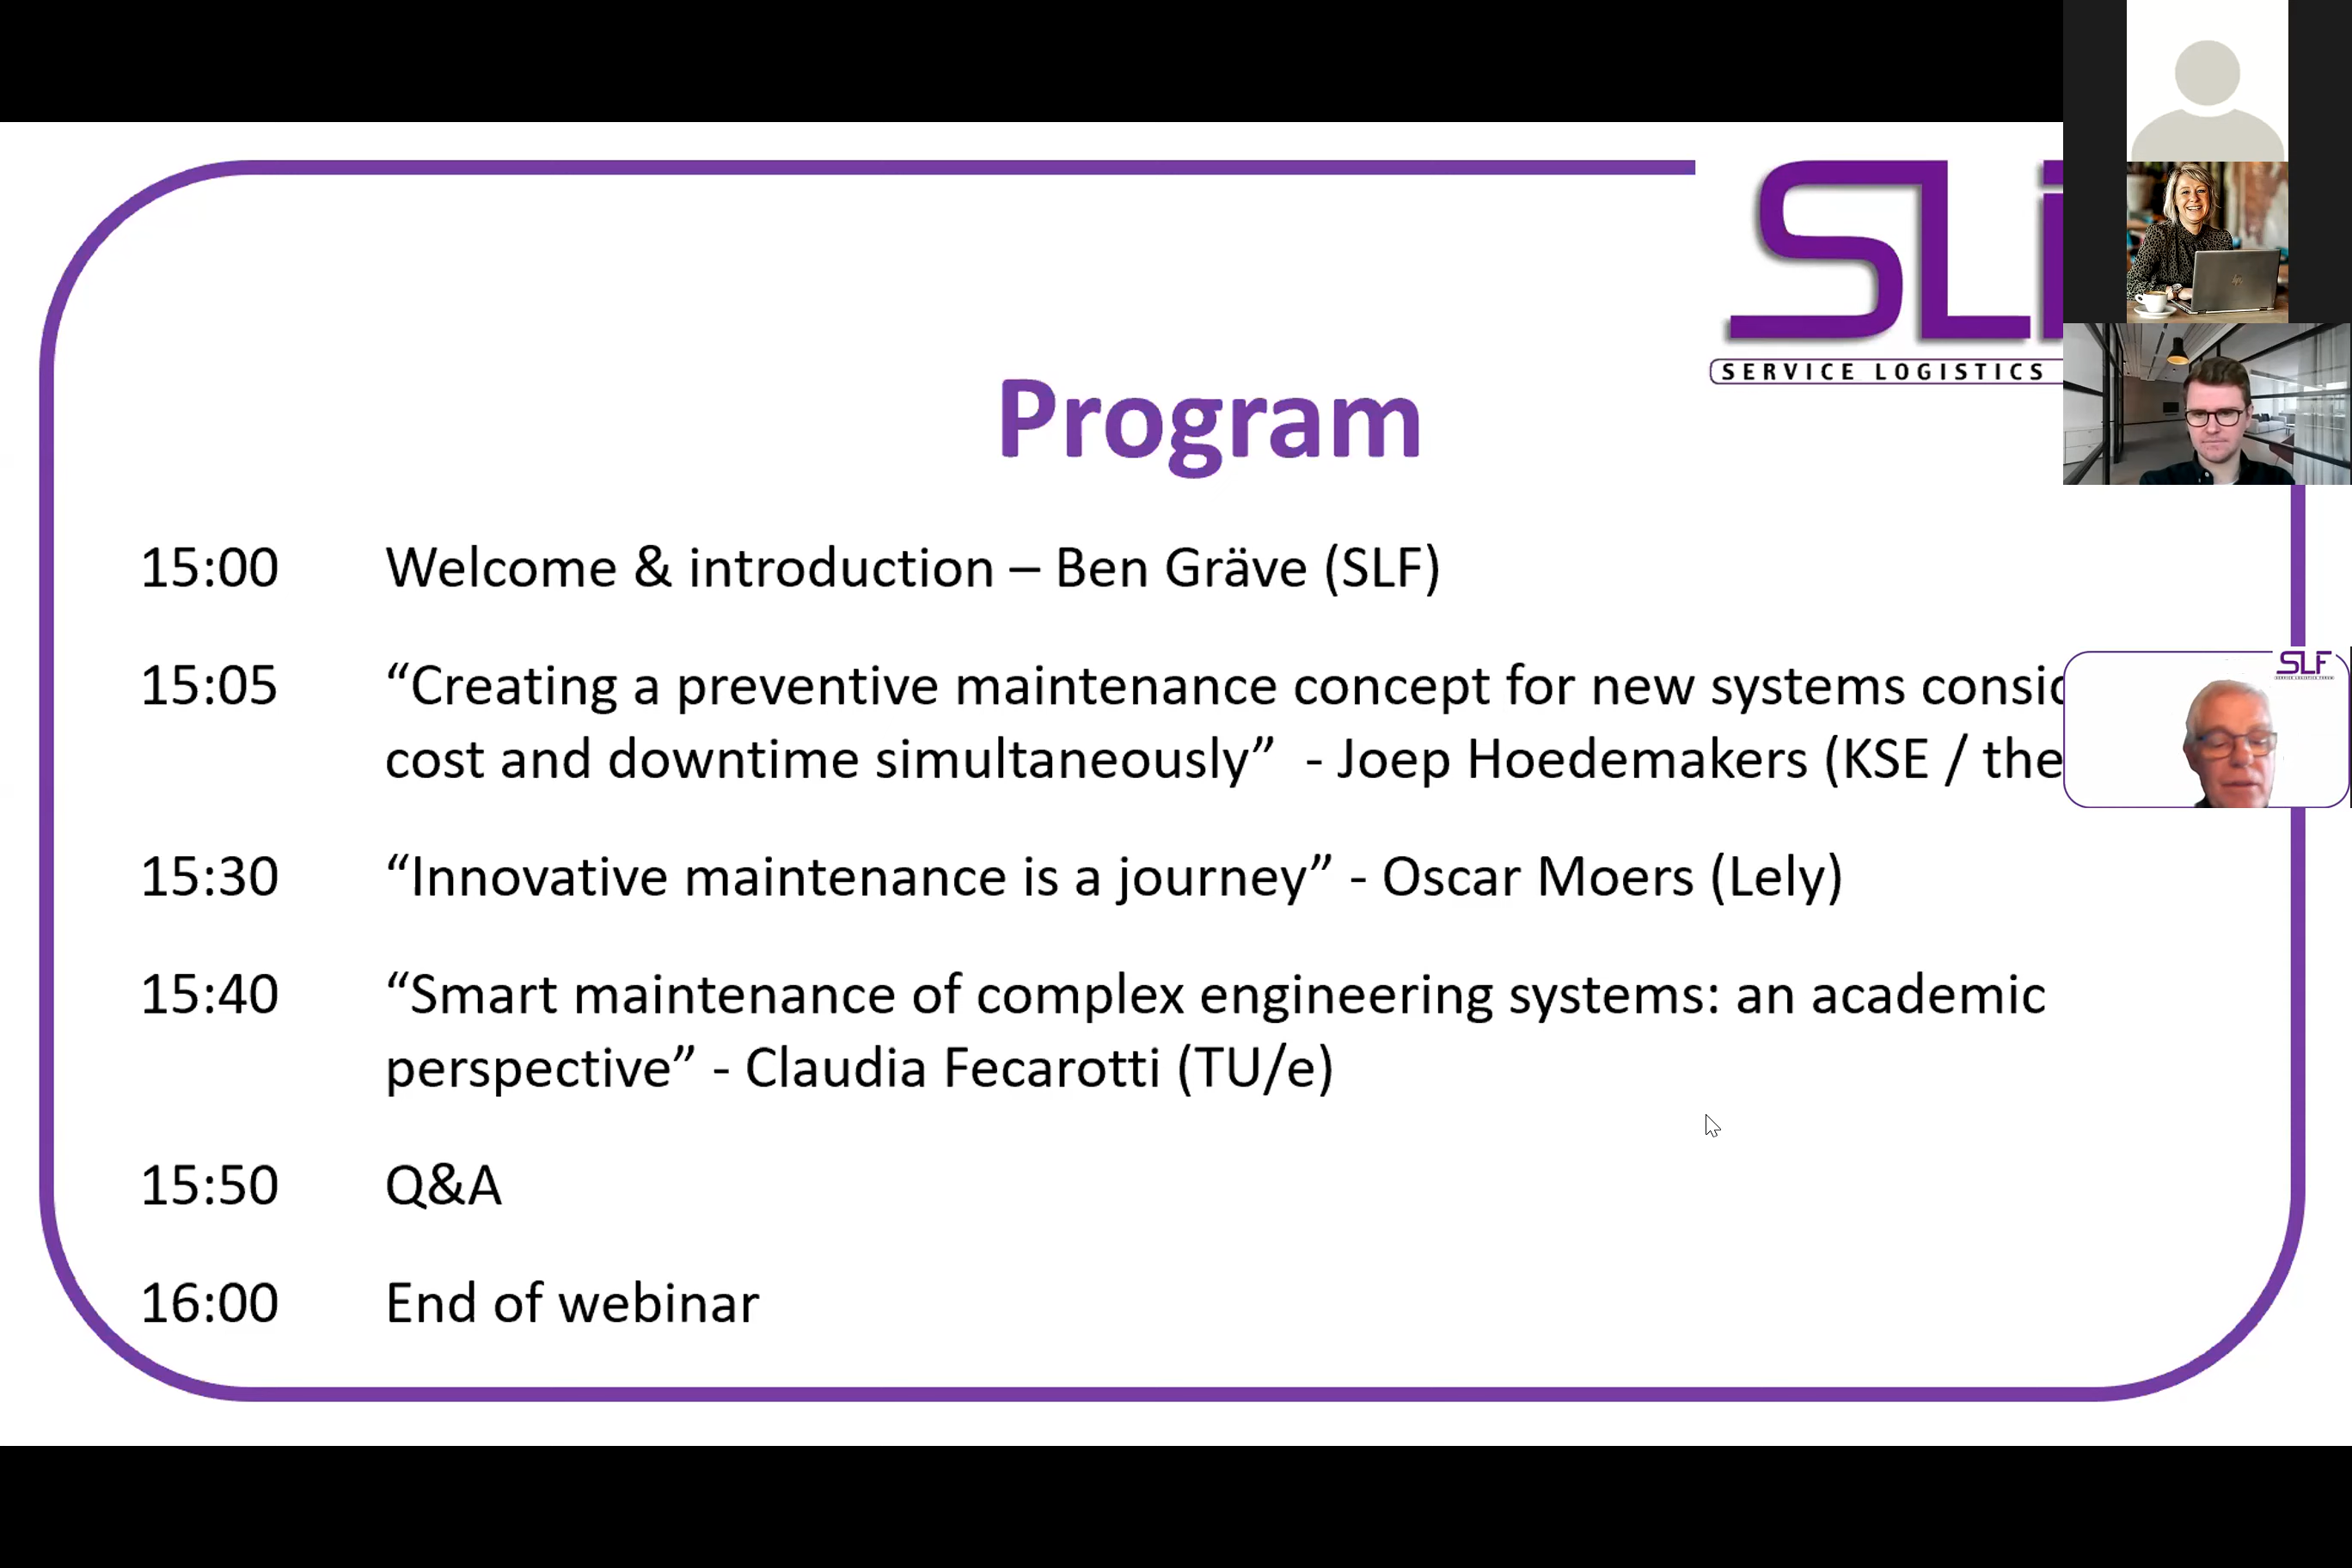 SLF
SERVICE LOGISTICS
Program
15:00 Welcome & introduction – Ben Gräve (SLF)
15:05 “Creating a preventive maintenance concept for new systems consid
cost and downtime simultaneously” - Joep Hoedemakers (KSE / the
SLF
15:30 “Innovative maintenance is a journey” - Oscar Moers (Lely)
15:40 “Smart maintenance of complex engineering systems: an academic
perspective” - Claudia Fecarotti (TU/e)
15:50 Q&A
16:00 End of webinar